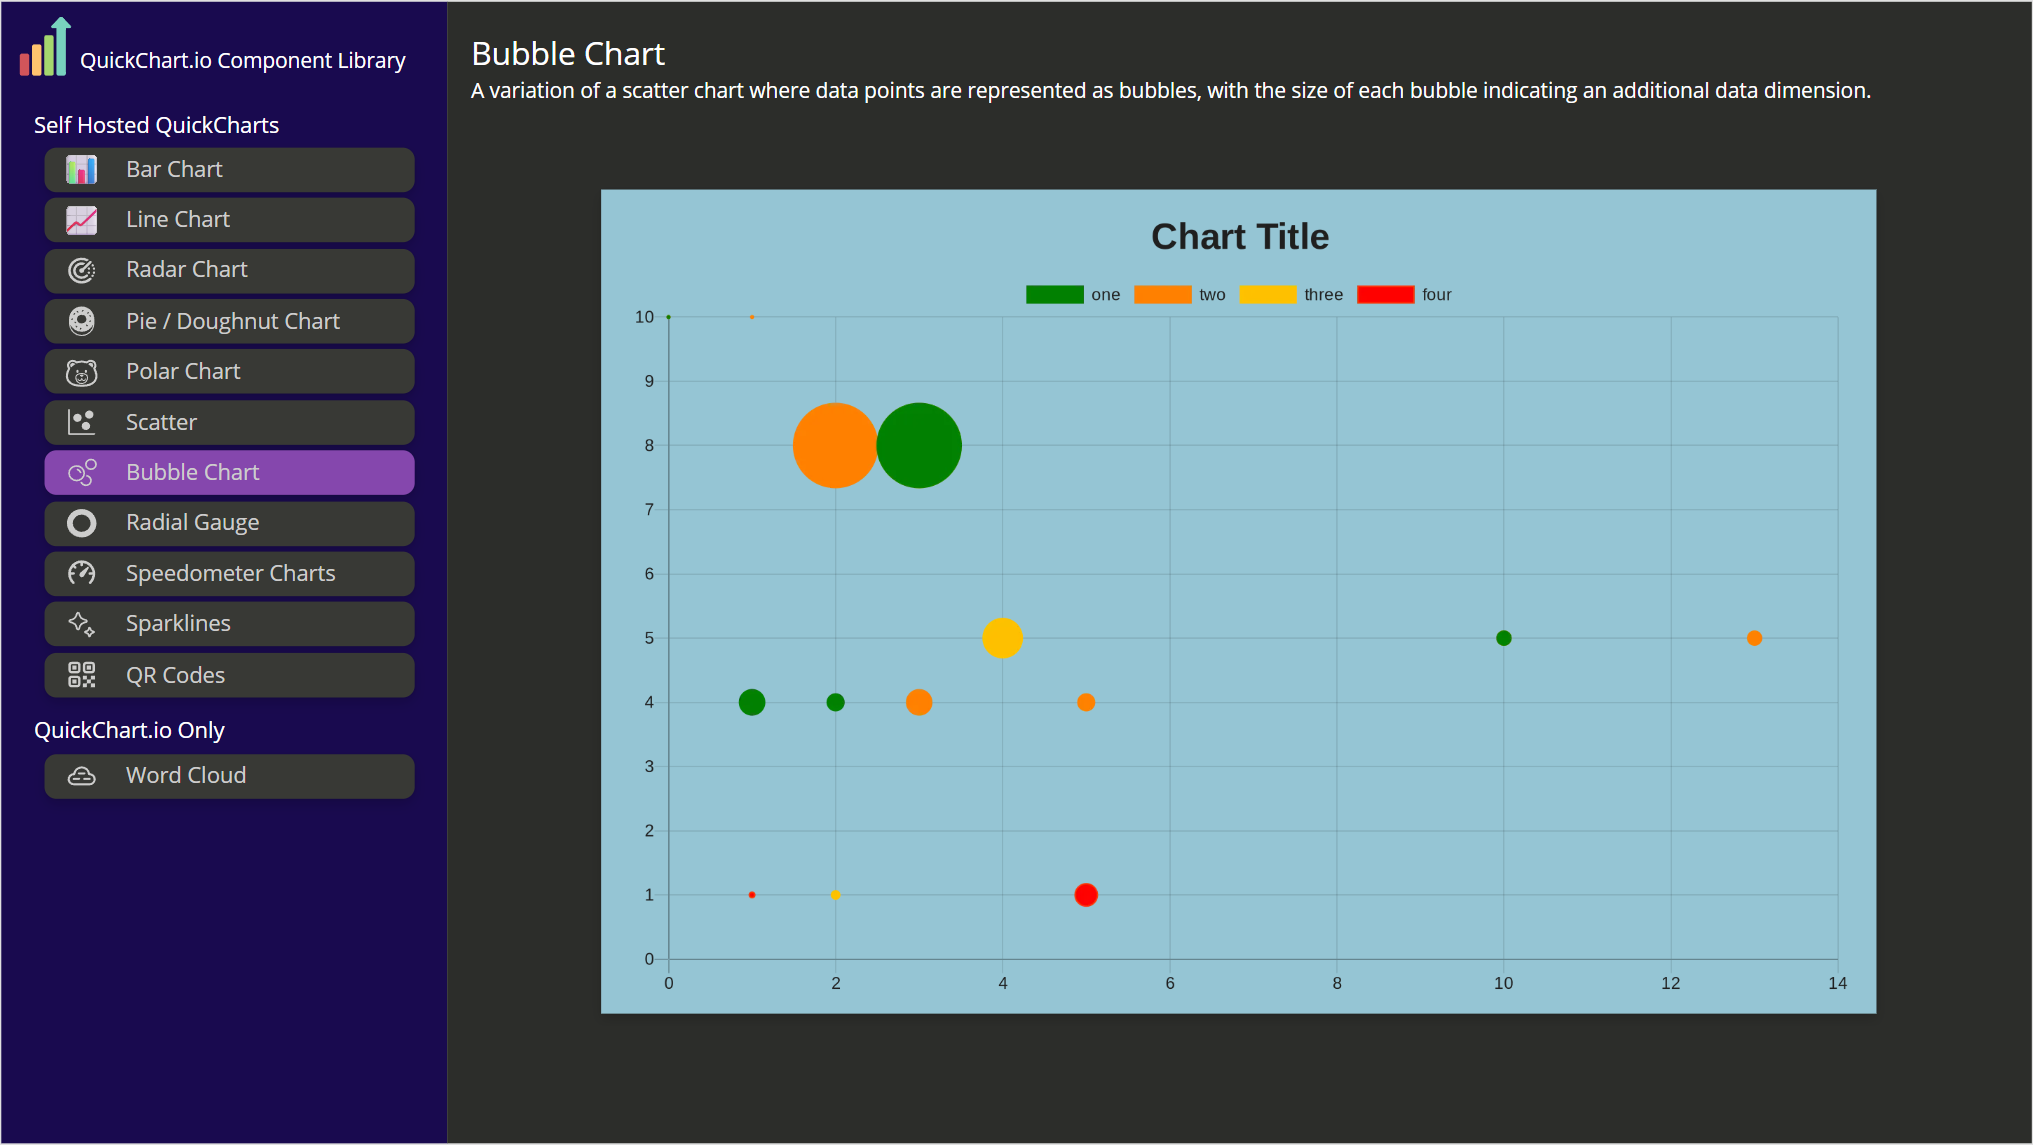 QuickChart.io Component Library
Self Hosted QuickCharts
Bar Chart
Line Chart
Radar Chart
Pie / Doughnut Chart
Polar Chart
Scatter
Bubble Chart
Radial Gauge
Speedometer Charts
Sparklines
QR Codes
QuickChart.io Only
Word Cloud
Bubble Chart
A variation of a scatter chart where data points are represented as bubbles, with the size of each bubble indicating an additional data dimension.
Chart Title
one two three four
10
9
8
7
6
5
4
3
2
1
0
0 2 4 6 8 10 12 14